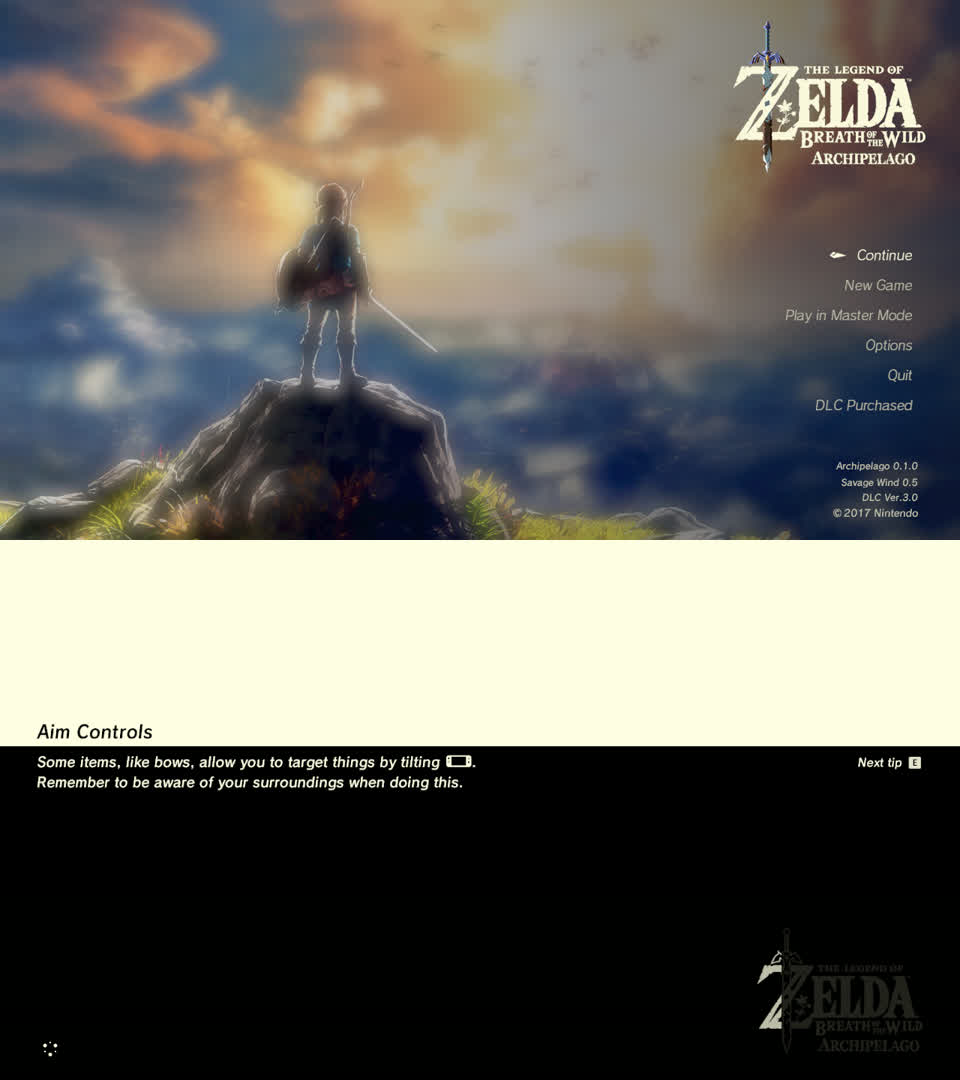 THE LEGEND OF
ZELDA™
BREATH OF THE WILD
ARCHIPELAGO
Continue
New Game
Play in Master Mode
Options
Quit
DLC Purchased
Archipelago 0.1.0
Savage Wind 0.5
DLC Ver.3.0
© 2017 Nintendo
Aim Controls
Some items, like bows, allow you to target things by tilting .
Remember to be aware of your surroundings when doing this.
Next tip E
THE LEGEND OF
ZELDA
BREATH OF THE WILD
ARCHIPELAGO